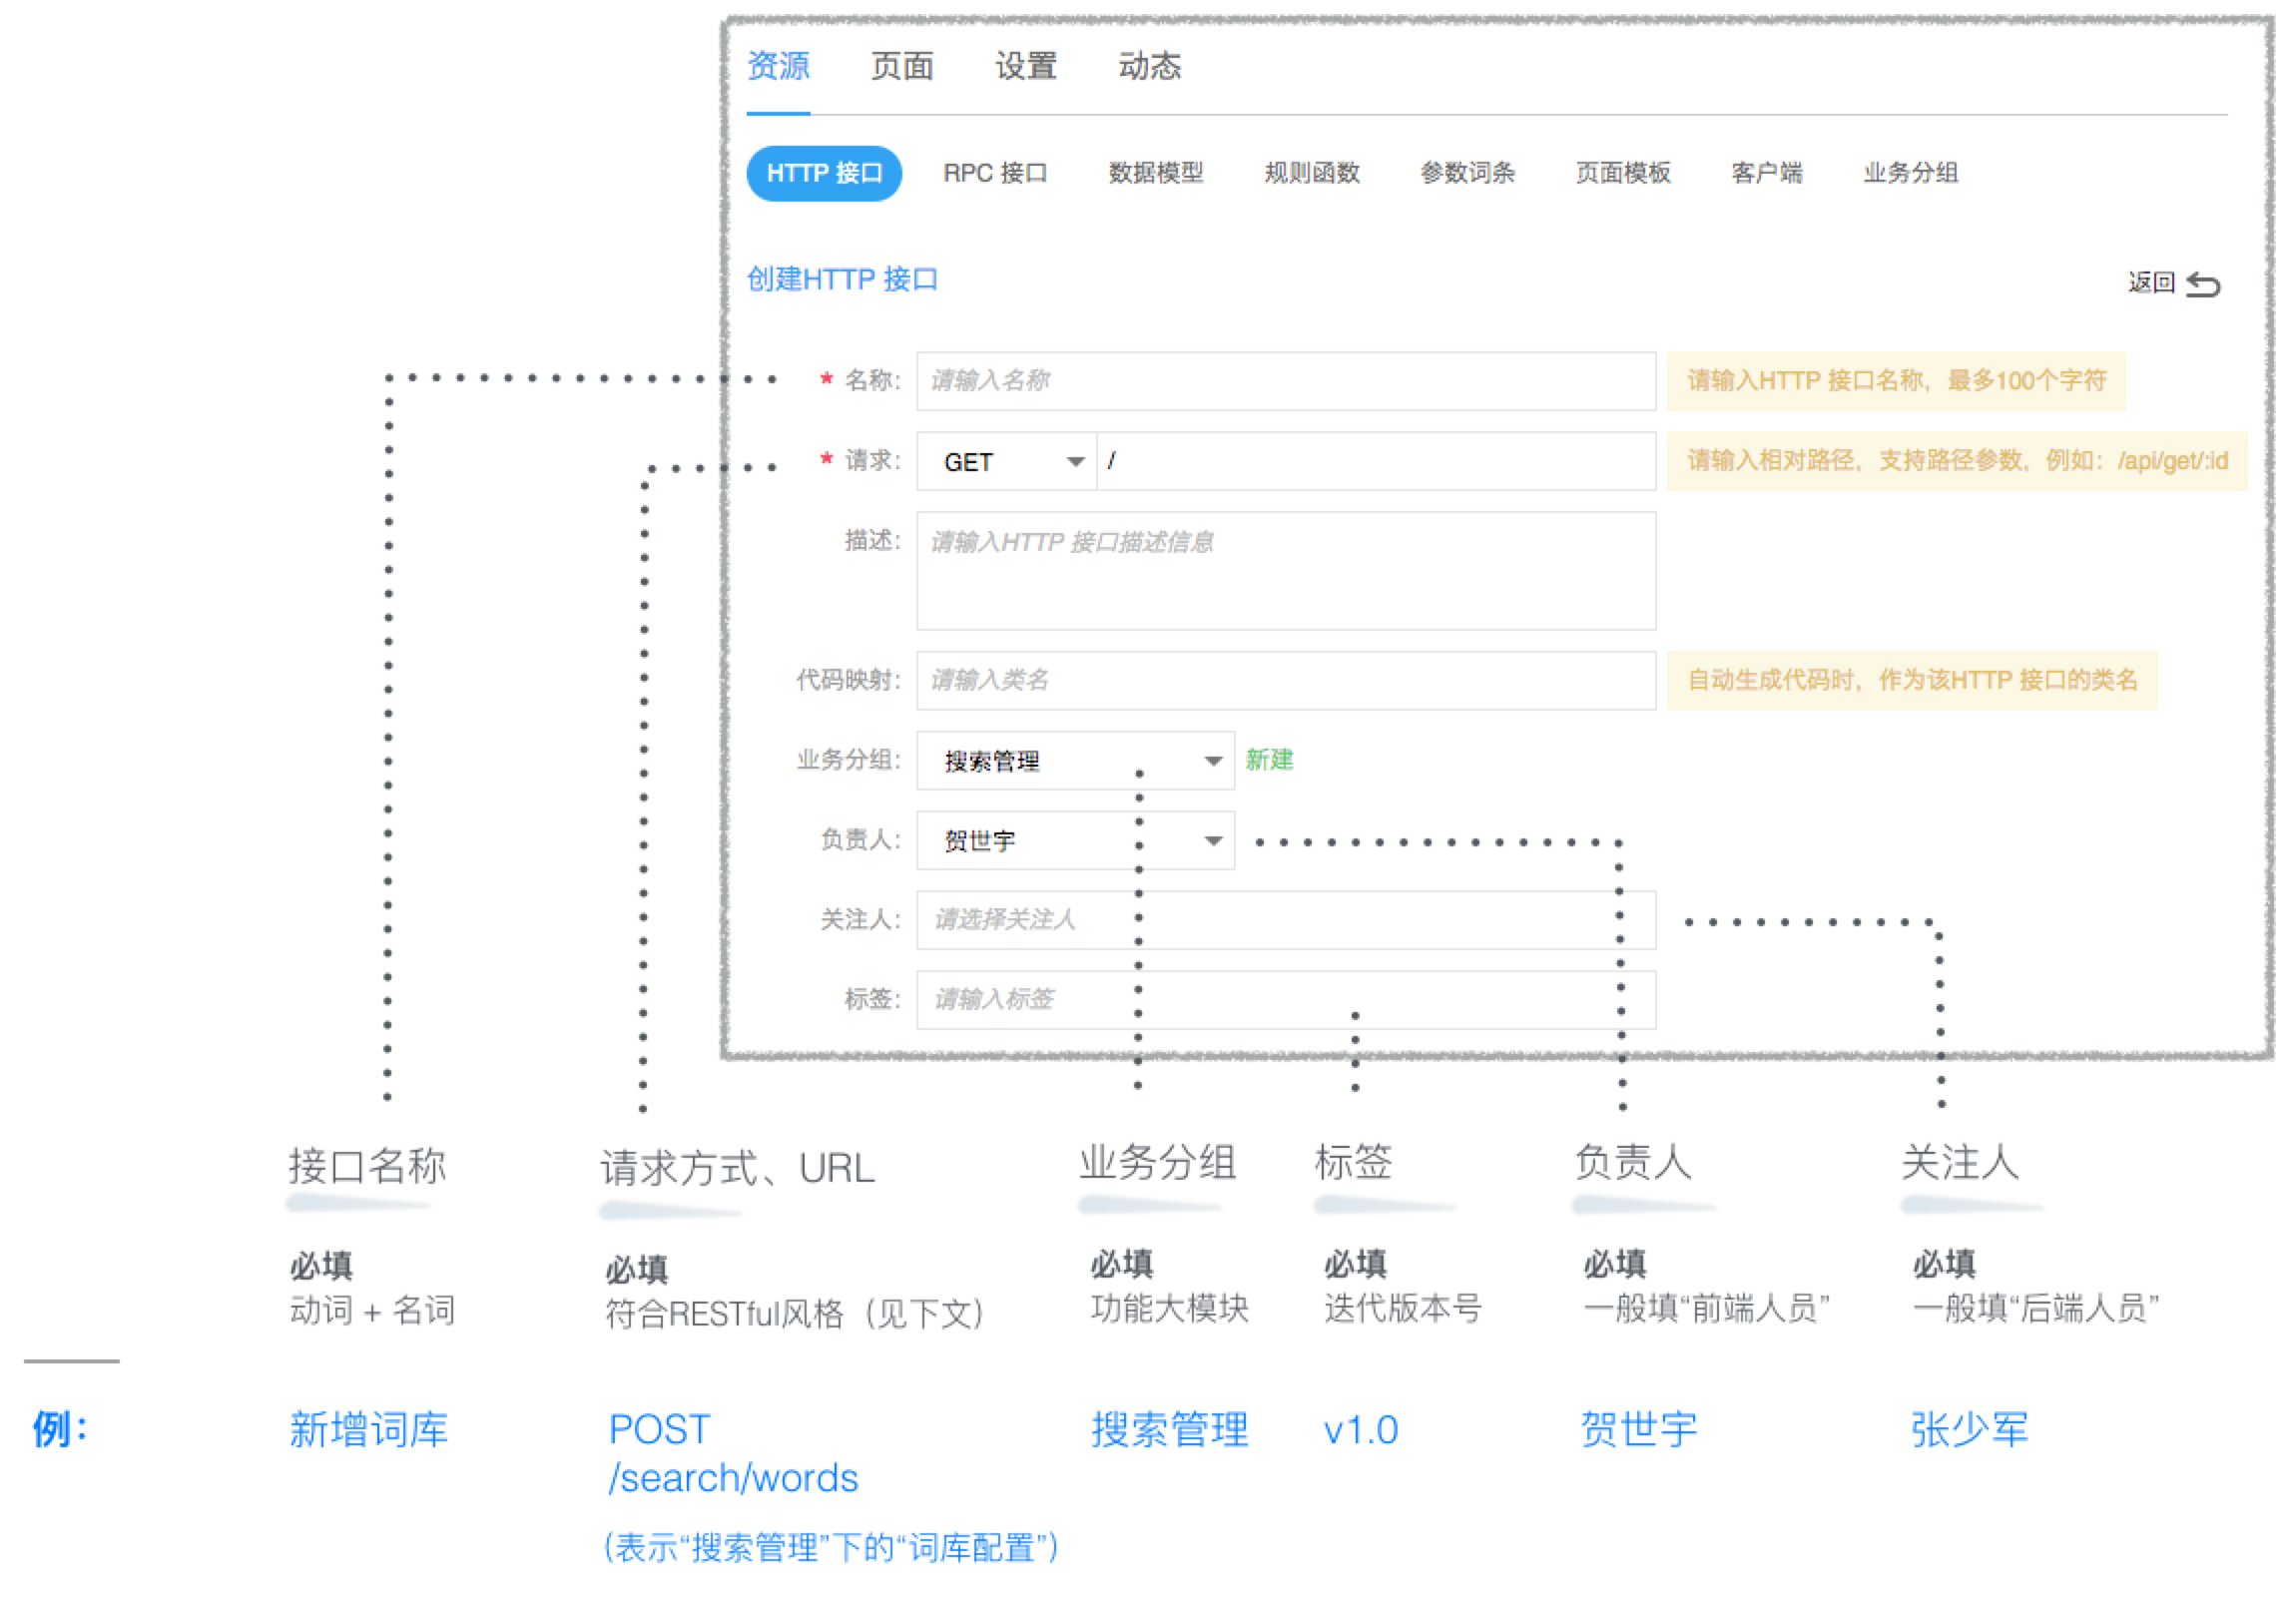 资源 页面 设置 动态
HTTP 接口 RPC 接口 数据模型 规则函数 参数词条 页面模板 客户端 业务分组
创建HTTP 接口 返回
* 名称: 请输入名称 请输入HTTP 接口名称，最多100个字符
* 请求: GET / 请输入相对路径，支持路径参数，例如：/api/get/:id
描述: 请输入HTTP 接口描述信息
代码映射: 请输入类名 自动生成代码时，作为该HTTP 接口的类名
业务分组: 搜索管理 新建
负责人: 贺世宇
关注人: 请选择关注人
标签: 请输入标签
接口名称 请求方式、URL 业务分组 标签 负责人 关注人
必填 必填 必填 必填 必填 必填
动词 + 名词 符合RESTful风格（见下文） 功能大模块 迭代版本号 一般填“前端人员” 一般填“后端人员”
例： 新增词库 POST 搜索管理 v1.0 贺世宇 张少军
/search/words
（表示“搜索管理”下的“词库配置”）